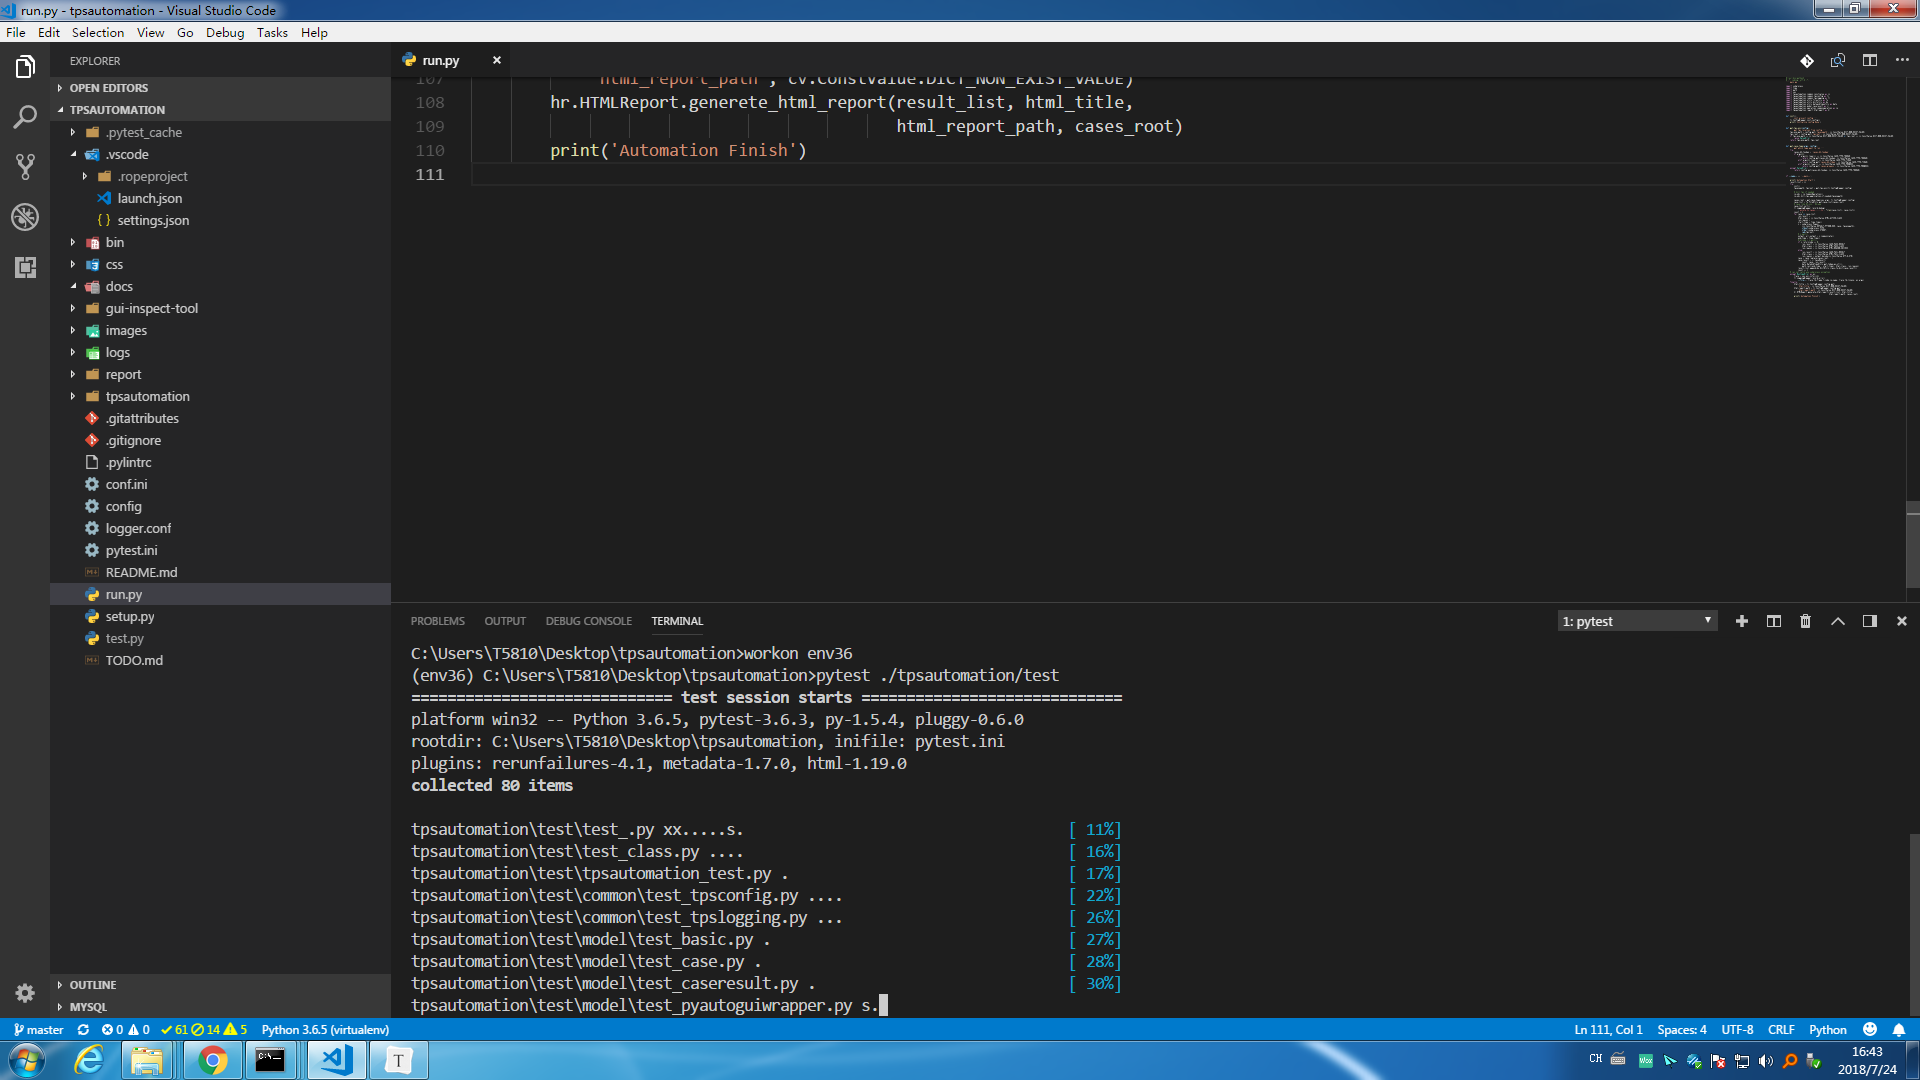 run.py - tpsautomation - Visual Studio Code
File Edit Selection View Go Debug Tasks Help
EXPLORER
OPEN EDITORS
TPSAUTOMATION
.pytest_cache
.vscode
.ropeproject
launch.json
settings.json
bin
css
docs
gui-inspect-tool
images
logs
report
tpsautomation
.gitattributes
.gitignore
.pylintrc
conf.ini
config
logger.conf
pytest.ini
README.md
run.py
setup.py
test.py
TODO.md
OUTLINE
MYSQL
run.py
107 'html_report_path', cv.ConstValue.DICT_NON_EXIST_VALUE)
108 hr.HTMLReport.generete_html_report(result_list, html_title,
109 html_report_path, cases_root)
110 print('Automation Finish')
111
PROBLEMS OUTPUT DEBUG CONSOLE TERMINAL 1: pytest
C:\Users\T5810\Desktop\tpsautomation>workon env36
(env36) C:\Users\T5810\Desktop\tpsautomation>pytest ./tpsautomation/test
============================= test session starts =============================
platform win32 -- Python 3.6.5, pytest-3.6.3, py-1.5.4, pluggy-0.6.0
rootdir: C:\Users\T5810\Desktop\tpsautomation, inifile: pytest.ini
plugins: rerunfailures-4.1, metadata-1.7.0, html-1.19.0
collected 80 items
tpsautomation\test\test_.py xx.....s. [ 11%]
tpsautomation\test\test_class.py .... [ 16%]
tpsautomation\test\tpsautomation_test.py . [ 17%]
tpsautomation\test\common\test_tpsconfig.py .... [ 22%]
tpsautomation\test\common\test_tpslogging.py ... [ 26%]
tpsautomation\test\model\test_basic.py . [ 27%]
tpsautomation\test\model\test_case.py . [ 28%]
tpsautomation\test\model\test_caseresult.py . [ 30%]
tpsautomation\test\model\test_pyautoguiwrapper.py s.
master 0 0 61 14 5 Python 3.6.5 (virtualenv) Ln 111, Col 1 Spaces: 4 UTF-8 CRLF Python
T CH Wox 16:43
2018/7/24